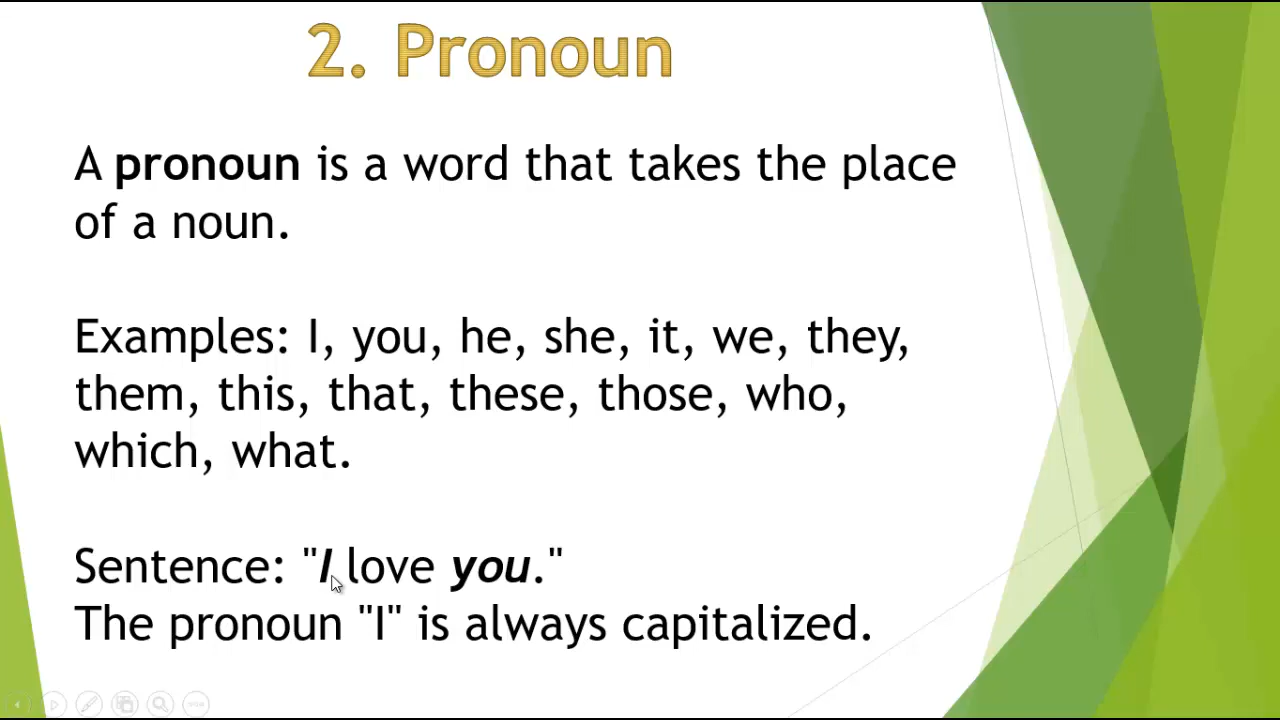 2. Pronoun
A pronoun is a word that takes the place
of a noun.
Examples: I, you, he, she, it, we, they,
them, this, that, these, those, who,
which, what.
Sentence: "I love you."
The pronoun "I" is always capitalized.